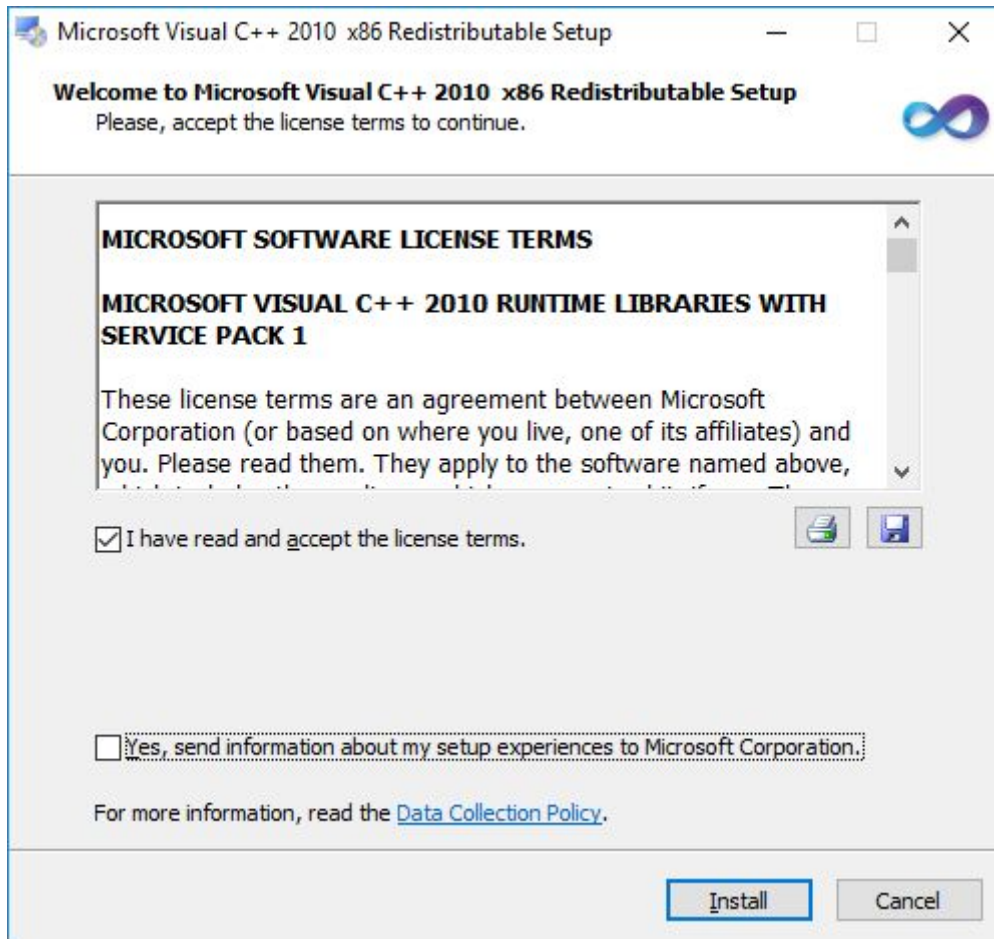 Microsoft Visual C++ 2010  x86 Redistributable Setup
Welcome to Microsoft Visual C++ 2010  x86 Redistributable Setup
Please, accept the license terms to continue.
MICROSOFT SOFTWARE LICENSE TERMS
MICROSOFT VISUAL C++ 2010 RUNTIME LIBRARIES WITH
SERVICE PACK 1
These license terms are an agreement between Microsoft
Corporation (or based on where you live, one of its affiliates) and
you. Please read them. They apply to the software named above,
I have read and accept the license terms.
Yes, send information about my setup experiences to Microsoft Corporation.
For more information, read the Data Collection Policy.
Install
Cancel